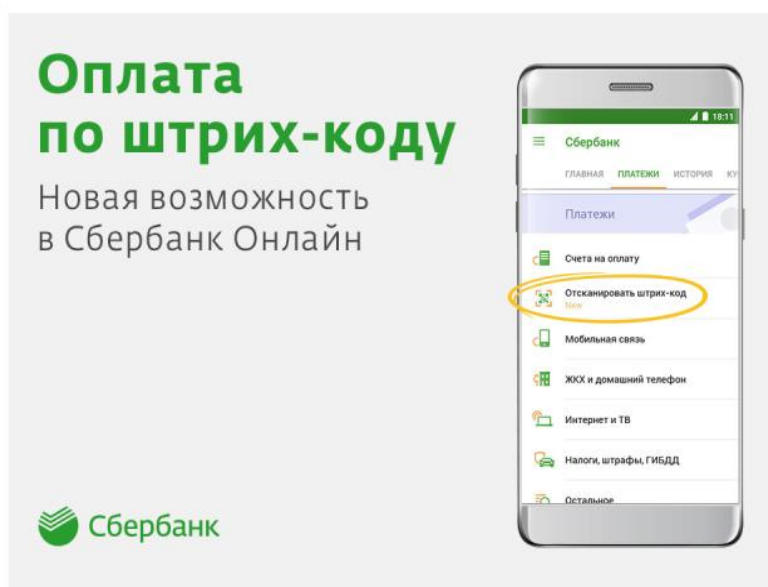 Оплата
по штрих-коду
Новая возможность
в Сбербанк Онлайн
Сбербанк
18:11
Сбербанк
ГЛАВНАЯ ПЛАТЕЖИ ИСТОРИЯ
Платежи
Счета на оплату
Отсканировать штрих-код
New
Мобильная связь
ЖКХ и домашний телефон
Интернет и ТВ
Налоги, штрафы, ГИБДД
Остальное